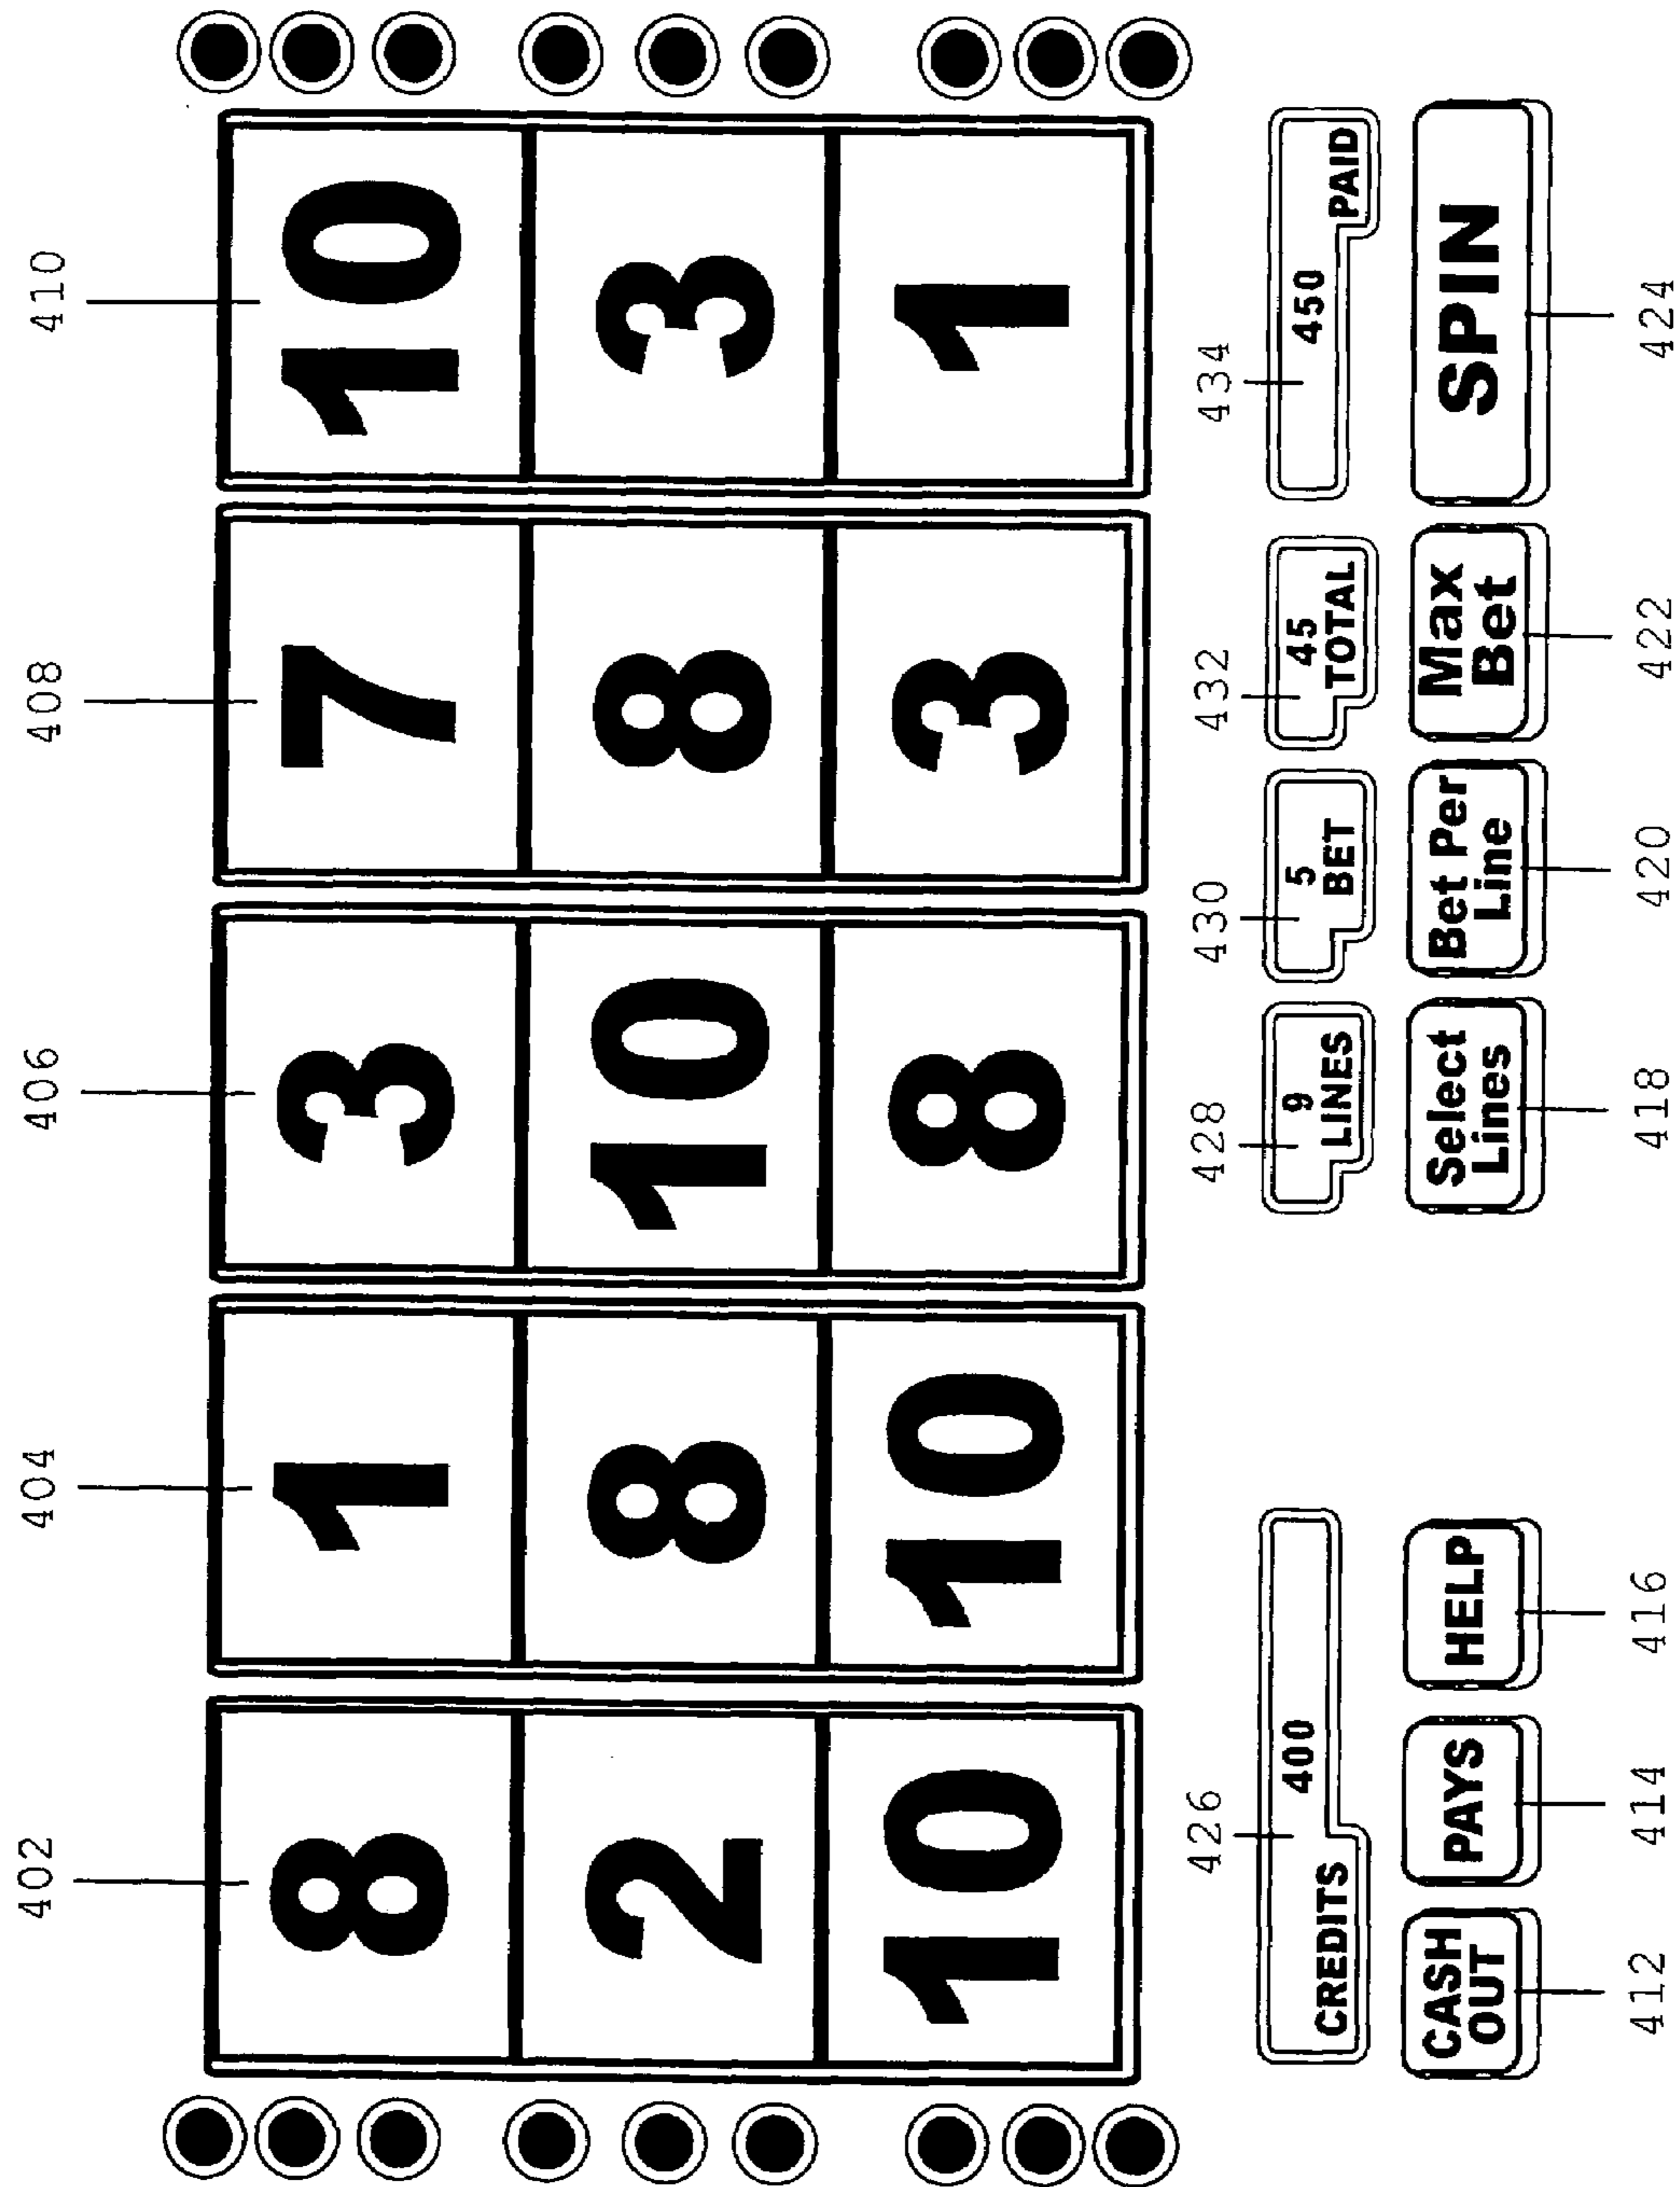 402 404 406 408 410
8 1 3 7 10
2 8 10 8 3
10 10 8 3 1
426 428 430 432 434
400 9 5 45 450
CREDITS LINES BET TOTAL PAID
CASH OUT
PAYS
HELP
Select Lines
Bet Per Line
Max Bet
SPIN
412 414 416 418 420 422 424